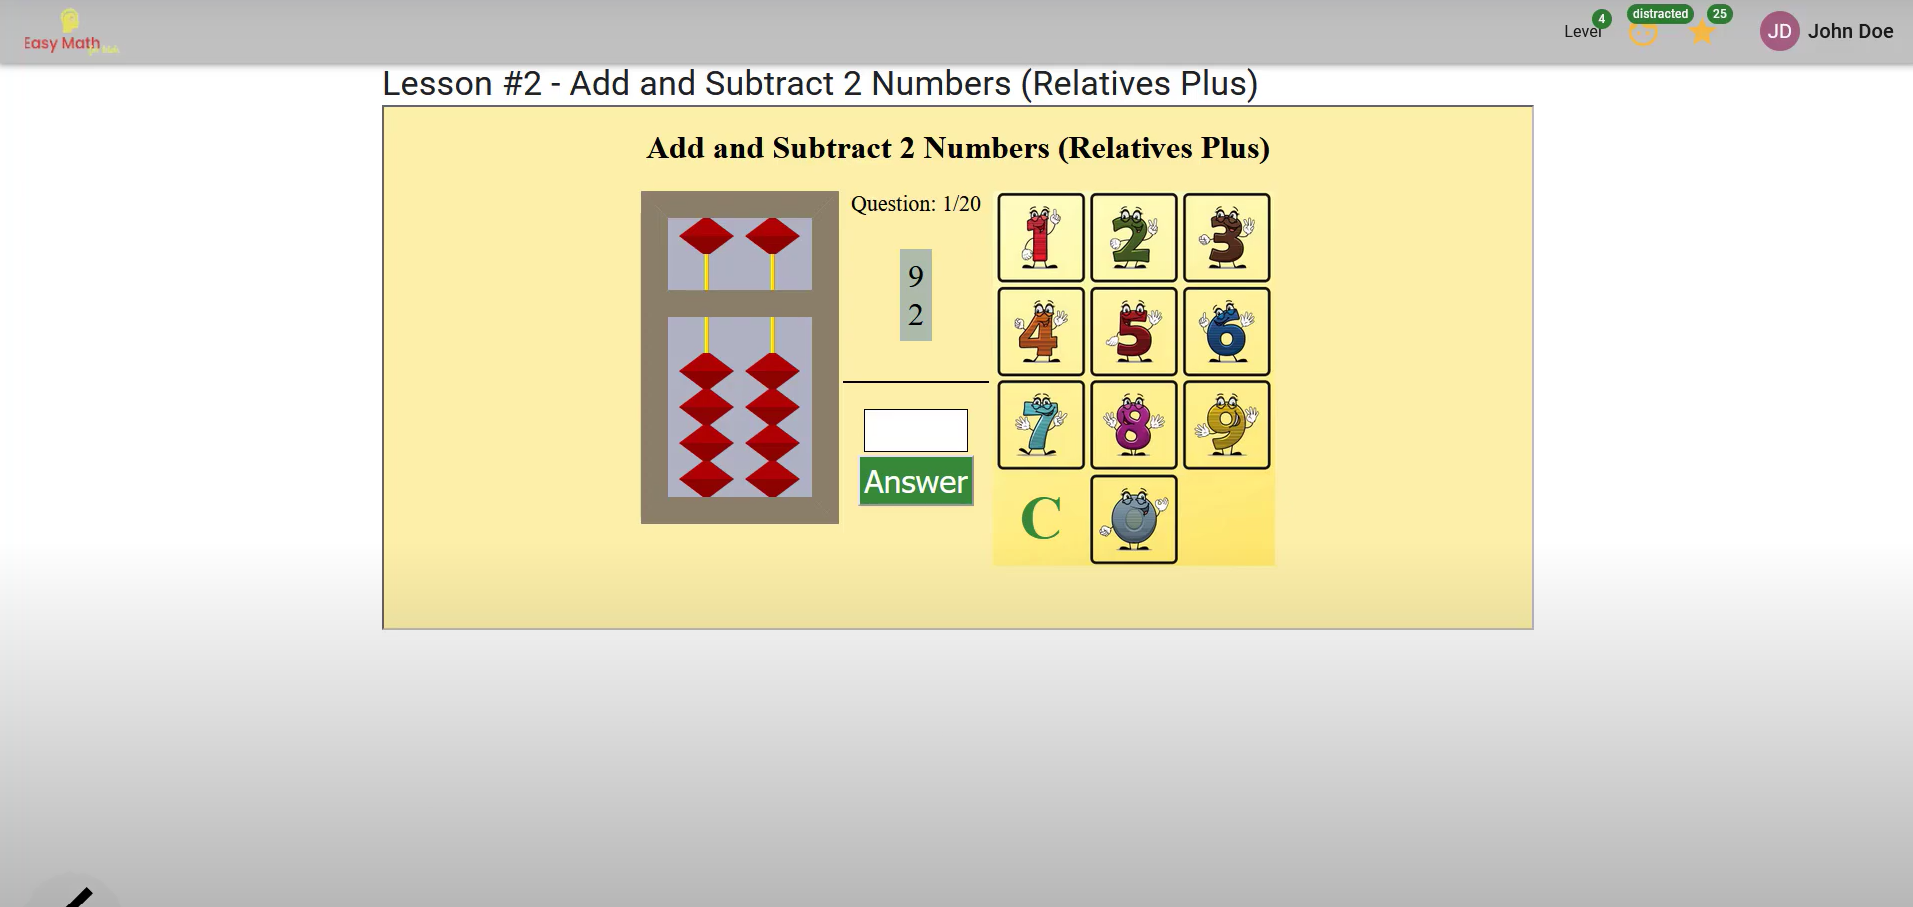 Easy Math
Level 4 distracted 25 JD John Doe
Lesson #2 - Add and Subtract 2 Numbers (Relatives Plus)
Add and Subtract 2 Numbers (Relatives Plus)
Question: 1/20
9
2
Answer
1 2 3
4 5 6
7 8 9
C 0